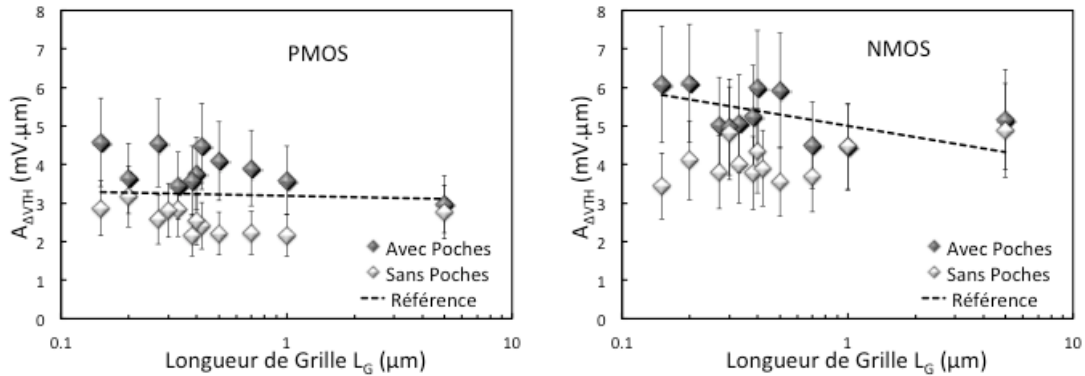 8
7
6
5
4
3
2
1
0
A_ΔVTH (mV.µm)
PMOS
Avec Poches
Sans Poches
Référence
0.1
1
10
Longueur de Grille L_G (µm)
8
7
6
5
4
3
2
1
0
A_ΔVTH (mV.µm)
NMOS
Avec Poches
Sans Poches
Référence
0.1
1
10
Longueur de Grille L_G (µm)